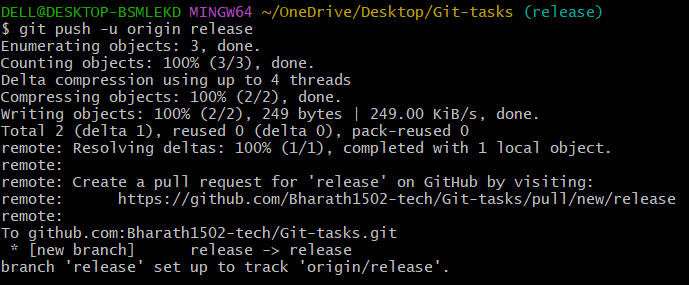 DELL@DESKTOP-BSMLEKD MINGW64 ~/OneDrive/Desktop/Git-tasks (release)
$ git push -u origin release
Enumerating objects: 3, done.
Counting objects: 100% (3/3), done.
Delta compression using up to 4 threads
Compressing objects: 100% (2/2), done.
Writing objects: 100% (2/2), 249 bytes | 249.00 KiB/s, done.
Total 2 (delta 1), reused 0 (delta 0), pack-reused 0
remote: Resolving deltas: 100% (1/1), completed with 1 local object.
remote:
remote: Create a pull request for 'release' on GitHub by visiting:
remote:      https://github.com/Bharath1502-tech/Git-tasks/pull/new/release
remote:
To github.com:Bharath1502-tech/Git-tasks.git
 * [new branch]      release -> release
branch 'release' set up to track 'origin/release'.